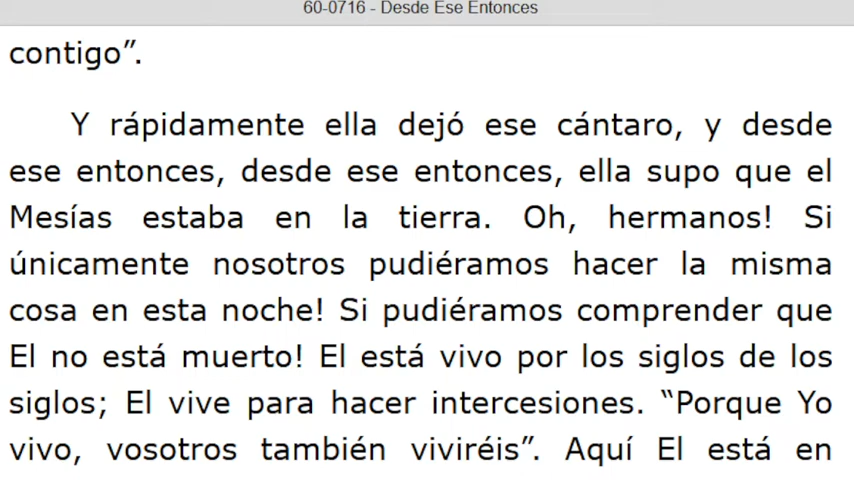 60-0716 - Desde Ese Entonces
contigo”.
Y rápidamente ella dejó ese cántaro, y desde
ese entonces, desde ese entonces, ella supo que el
Mesías estaba en la tierra. Oh, hermanos! Si
únicamente nosotros pudiéramos hacer la misma
cosa en esta noche! Si pudiéramos comprender que
El no está muerto! El está vivo por los siglos de los
siglos; El vive para hacer intercesiones. “Porque Yo
vivo, vosotros también viviréis”. Aquí El está en